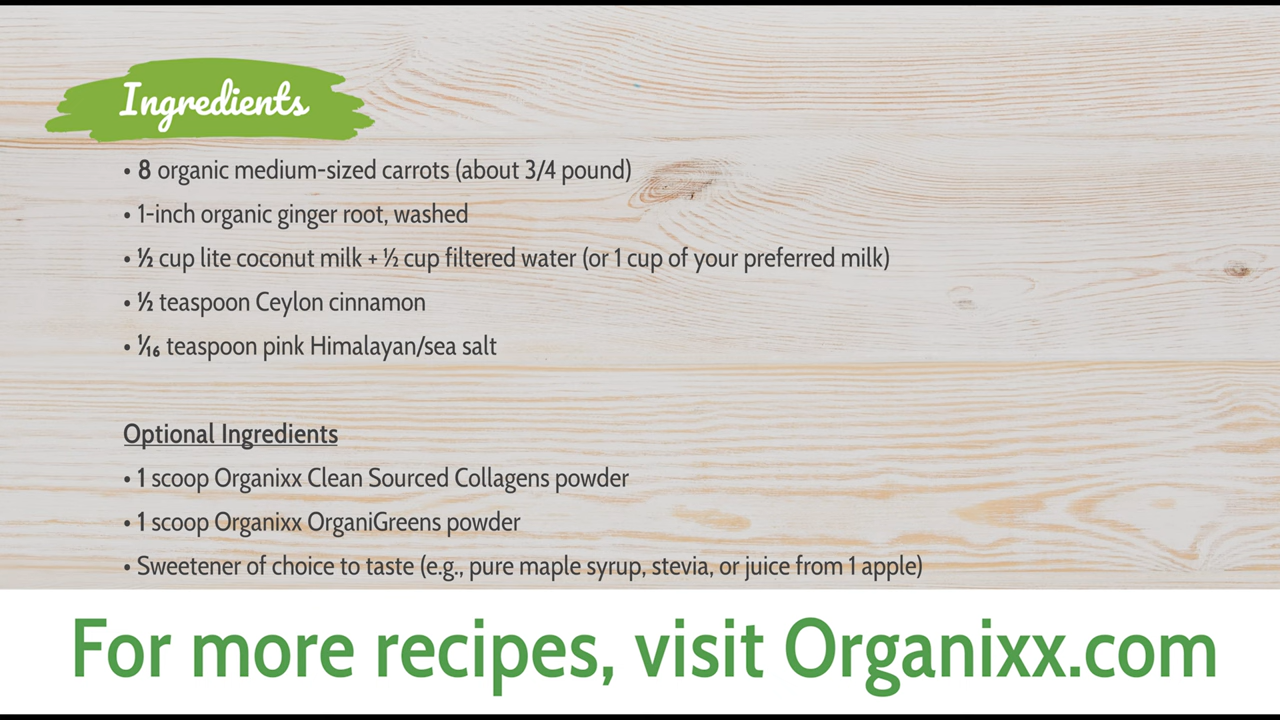 Ingredients
• 8 organic medium-sized carrots (about 3/4 pound)
• 1-inch organic ginger root, washed
• ½ cup lite coconut milk + ½ cup filtered water (or 1 cup of your preferred milk)
• ½ teaspoon Ceylon cinnamon
• ¹⁄₁₆ teaspoon pink Himalayan/sea salt
Optional Ingredients
• 1 scoop Organixx Clean Sourced Collagens powder
• 1 scoop Organixx OrganiGreens powder
• Sweetener of choice to taste (e.g., pure maple syrup, stevia, or juice from 1 apple)
For more recipes, visit Organixx.com